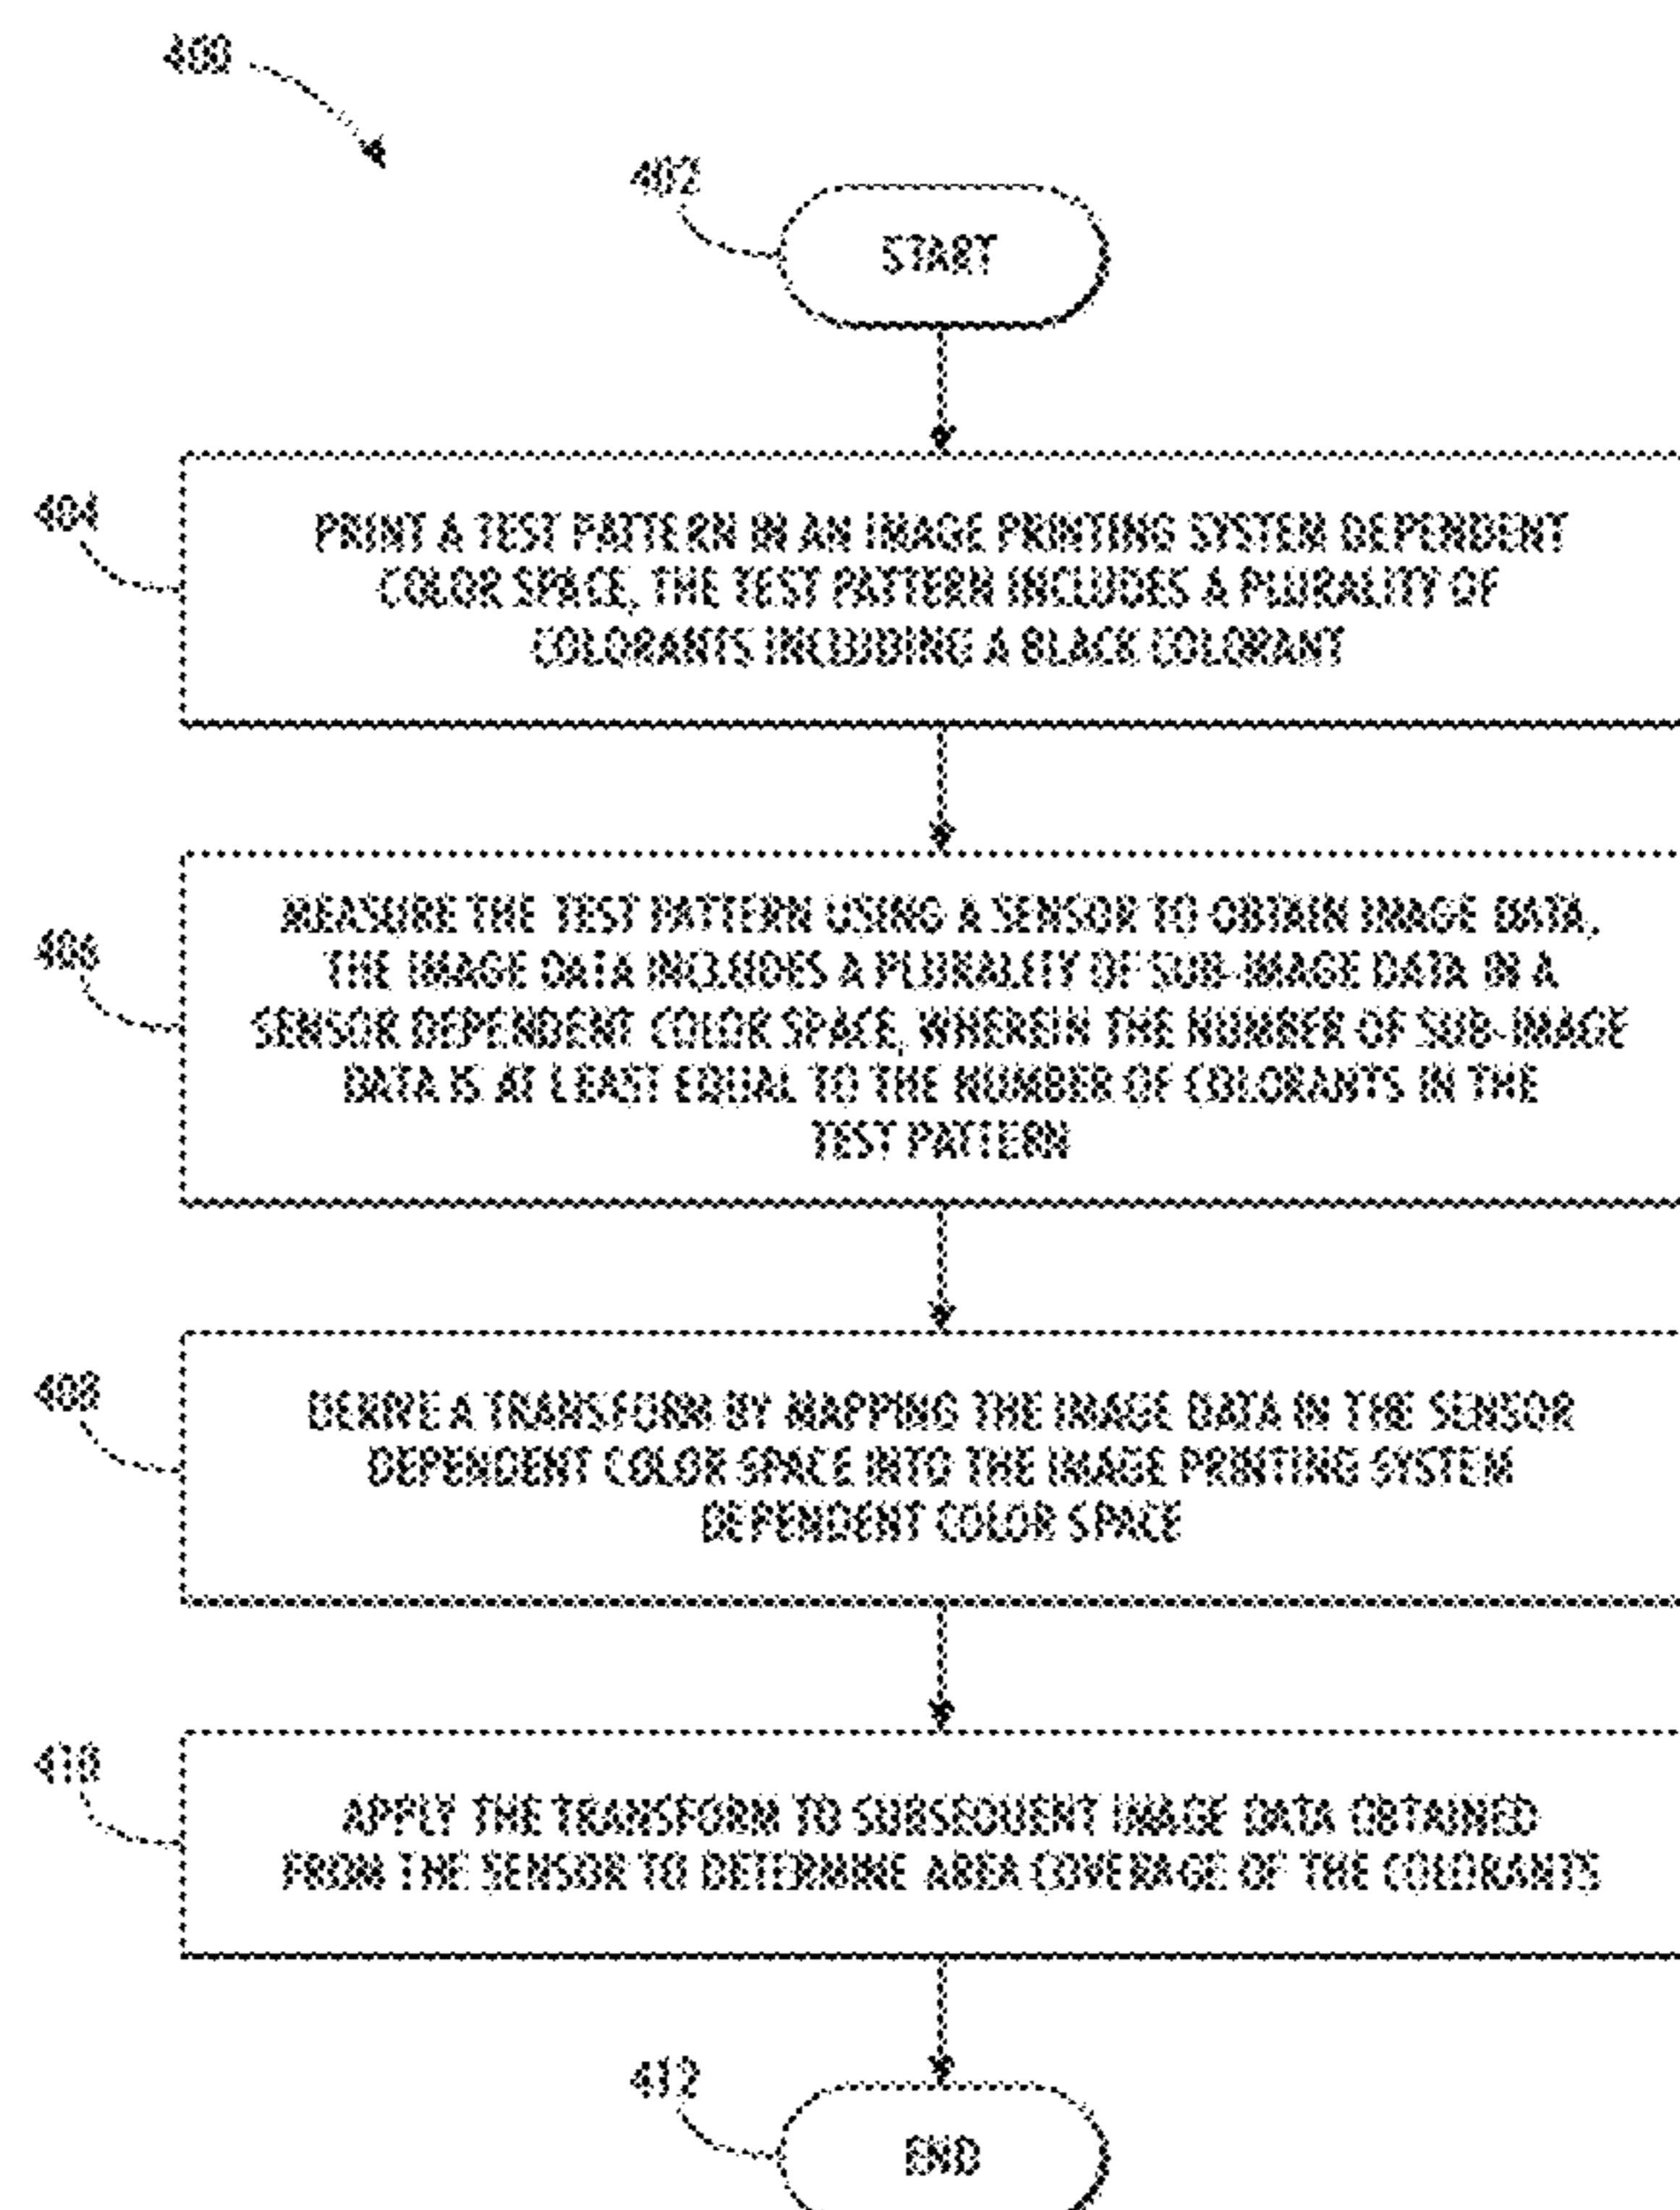 400
402
START
404
PRINT A TEST PATTERN IN AN IMAGE PRINTING SYSTEM DEPENDENT
COLOR SPACE, THE TEST PATTERN INCLUDES A PLURALITY OF
COLORANTS INCLUDING A BLACK COLORANT
406
MEASURE THE TEST PATTERN USING A SENSOR TO OBTAIN IMAGE DATA,
THE IMAGE DATA INCLUDES A PLURALITY OF SUB-IMAGE DATA IN A
SENSOR DEPENDENT COLOR SPACE, WHEREIN THE NUMBER OF SUB-IMAGE
DATA IS AT LEAST EQUAL TO THE NUMBER OF COLORANTS IN THE
TEST PATTERN
408
DERIVE A TRANSFORM BY MAPPING THE IMAGE DATA IN THE SENSOR
DEPENDENT COLOR SPACE INTO THE IMAGE PRINTING SYSTEM
DEPENDENT COLOR SPACE
410
APPLY THE TRANSFORM TO SUBSEQUENT IMAGE DATA OBTAINED
FROM THE SENSOR TO DETERMINE AREA COVERAGE OF THE COLORANTS
412
END